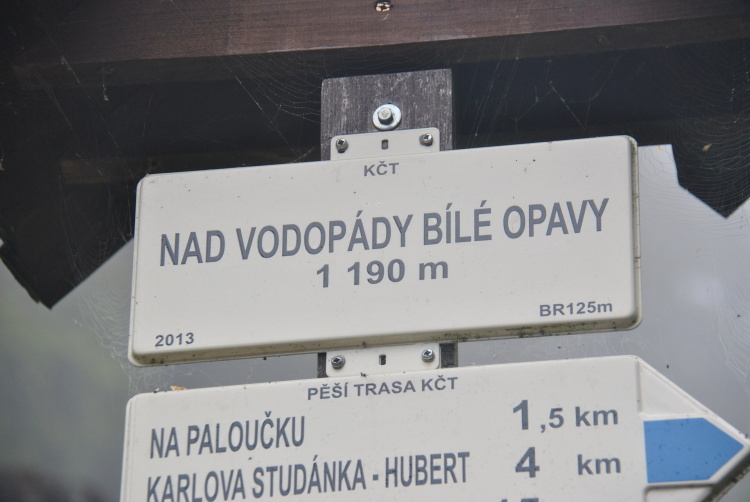 KČT
NAD VODOPÁDY BÍLÉ OPAVY
1 190 m
2013 BR125m
PĚŠÍ TRASA KČT
NA PALOUČKU 1,5 km
KARLOVA STUDÁNKA - HUBERT 4 km